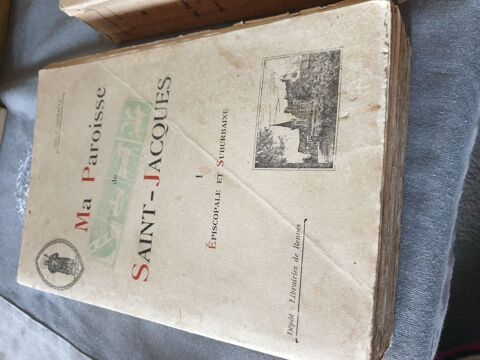 Ma Paroisse
de
SAINT-JACQUES
I
ÉPISCOPALE ET SUBURBAINE
Dépôt : Librairies de Rennes